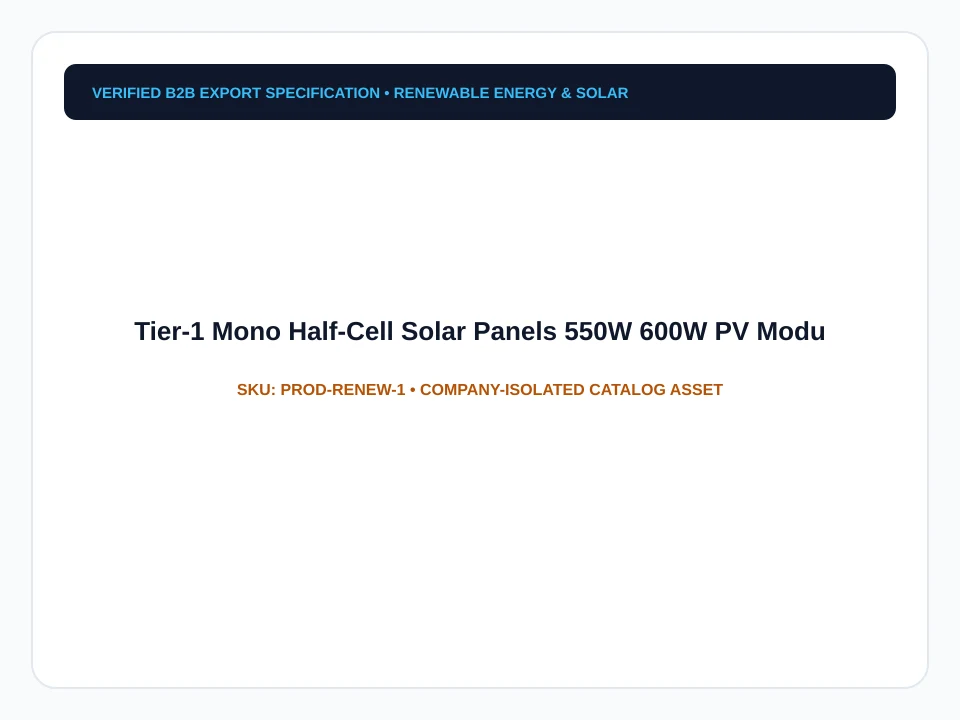 VERIFIED B2B EXPORT SPECIFICATION • RENEWABLE ENERGY & SOLAR
Tier-1 Mono Half-Cell Solar Panels 550W 600W PV Modu
SKU: PROD-RENEW-1 • COMPANY-ISOLATED CATALOG ASSET